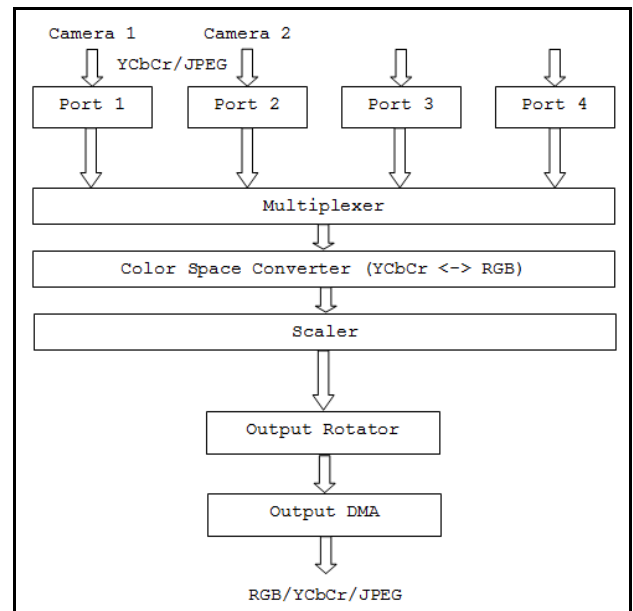 Camera 1 Camera 2
YCbCr/JPEG
Port 1 Port 2 Port 3 Port 4
Multiplexer
Color Space Converter (YCbCr <-> RGB)
Scaler
Output Rotator
Output DMA
RGB/YCbCr/JPEG